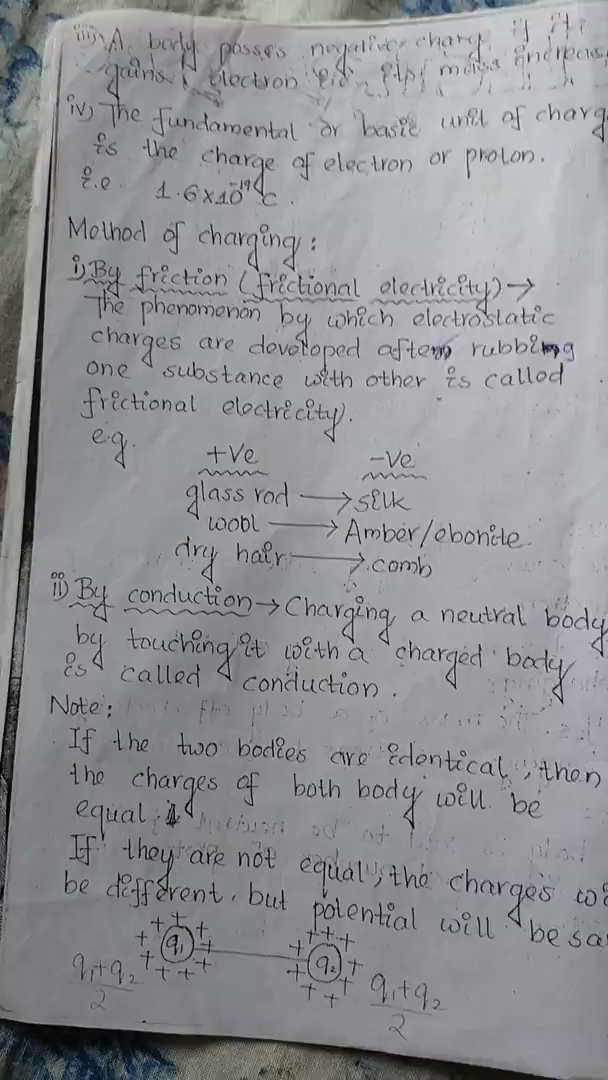 iii) A body posses negative charg if it
gains electron mass increas
iv) The fundamental or basic unit of charg
is the charge of electron or proton.
i.e 1.6×10⁻¹⁹C.
Method of charging:
i) By friction (frictional electricity) →
The phenomenon by which electrostatic
charges are developed after rubbing
one substance with other is called
frictional electricity).
e.g. +ve -ve
glass rod → silk
wool → Amber/ebonite
dry hair → comb
ii) By conduction → Charging a neutral body
by touching it with a charged body
is called conduction.
Note:
If the two bodies are identical, then
the charges of both body will be
equal.
If they are not equal, the charges wi
be different. but potential will be sa
q₁ q₂
q₁+q₂/2 q₁+q₂/2